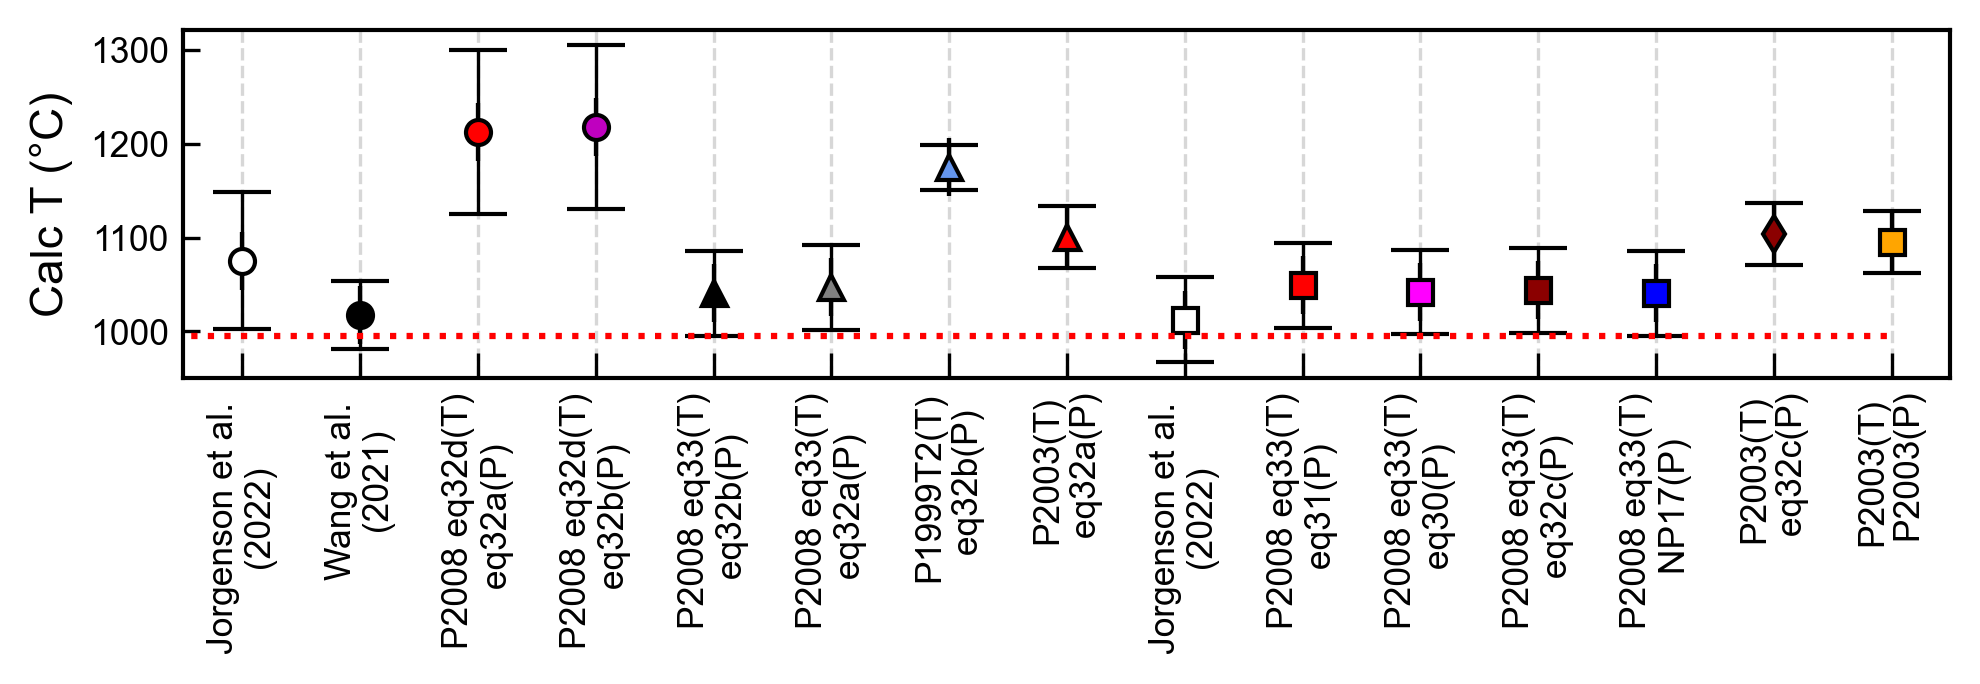 Calc T (°C)
1300
1200
1100
1000
Jorgenson et al.
(2022)
Wang et al.
(2021)
P2008 eq32d(T)
eq32a(P)
P2008 eq32d(T)
eq32b(P)
P2008 eq33(T)
eq32b(P)
P2008 eq33(T)
eq32a(P)
P1999T2(T)
eq32b(P)
P2003(T)
eq32a(P)
Jorgenson et al.
(2022)
P2008 eq33(T)
eq31(P)
P2008 eq33(T)
eq30(P)
P2008 eq33(T)
eq32c(P)
P2008 eq33(T)
NP17(P)
P2003(T)
eq32c(P)
P2003(T)
P2003(P)